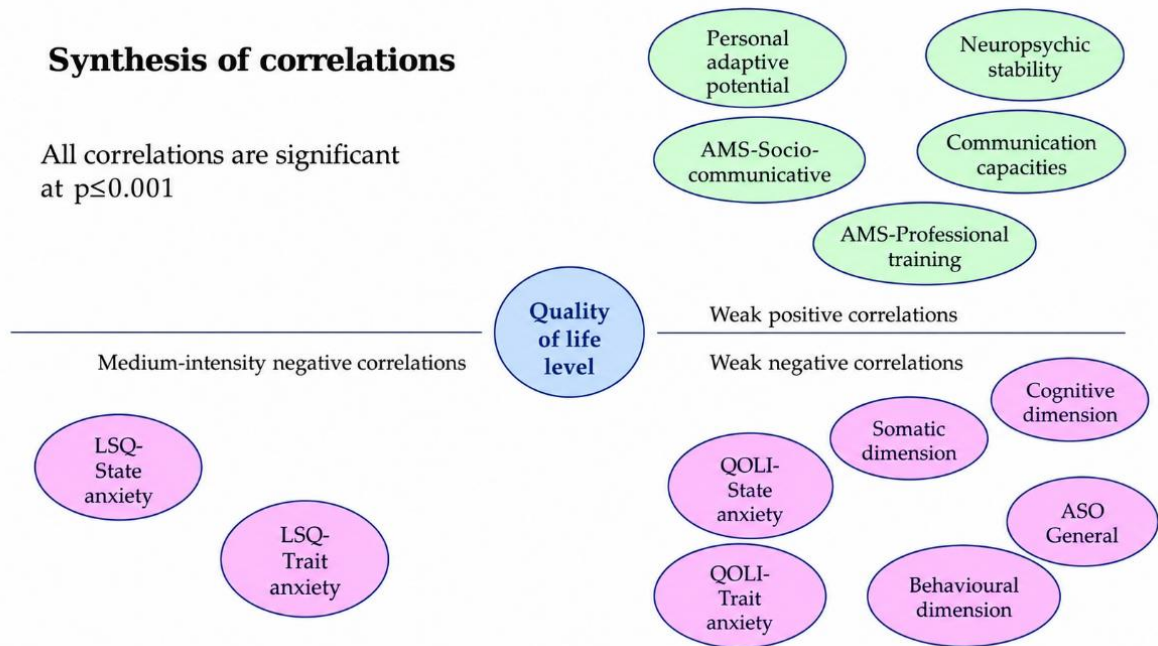 Synthesis of correlations
All correlations are significant
at p≤0.001
Personal
adaptive
potential
Neuropsychic
stability
AMS-Socio-
communicative
Communication
capacities
AMS-Professional
training
Quality
of life
level
Weak positive correlations
Medium-intensity negative correlations
Weak negative correlations
LSQ-
State
anxiety
LSQ-
Trait
anxiety
Cognitive
dimension
Somatic
dimension
QOLI-
State
anxiety
ASO
General
QOLI-
Trait
anxiety
Behavioural
dimension